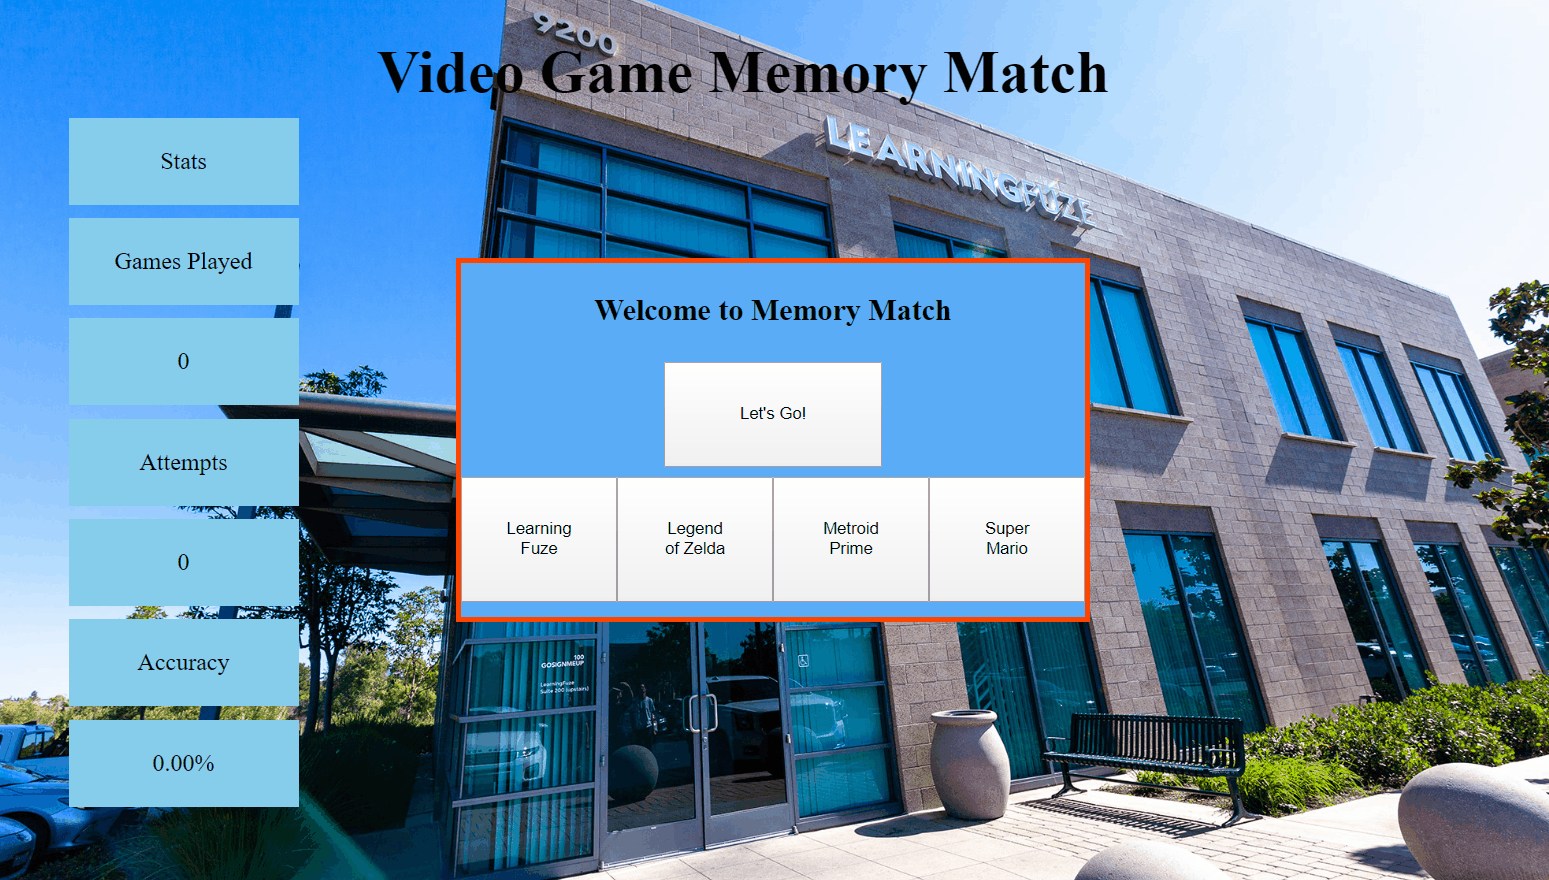 9200
Video Game Memory Match
LEARNINGFUZE
Stats
Games Played
0
Attempts
0
Accuracy
0.00%
Welcome to Memory Match
Let's Go!
Learning
Fuze
Legend
of Zelda
Metroid
Prime
Super
Mario
100
GOSIGNMEUP
LearningFuze
Suite 200 (upstairs)